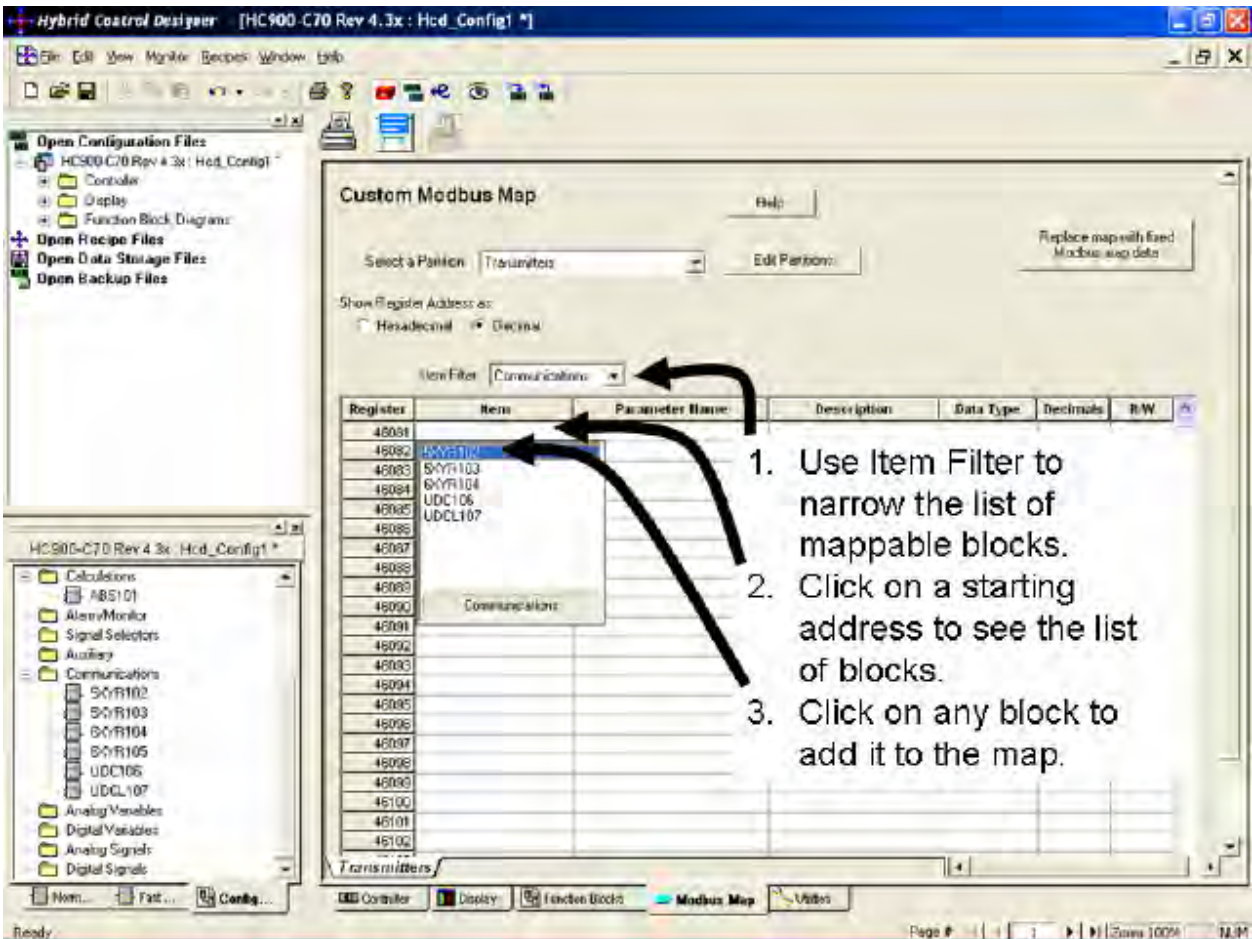 Hybrid Control Designer [HC900-C70 Rev 4.3x : Hcd_Config1 *]
File Edit View Monitor Recipes Window Help
Open Configuration Files
HC900-C70 Rev 4.3x : Hcd_Config1 *
Controller
Display
Function Block Diagrams
Open Recipe Files
Open Data Storage Files
Open Backup Files
Custom Modbus Map
Help
Replace map with fixed
Modbus map data
Select a Partition Transmitters
Edit Partitions
Show Register Address as:
Hexadecimal Decimal
Item Filter Communications
Register Item Parameter Name Description Data Type Decimals R/W
46081
46082
46083
46084
46085
46086
46087
46088
46089
46090
46091
46092
46093
46094
46095
46096
46097
46098
46099
46100
46101
46102
SXYR102
SXYR103
SXYR104
UDC106
UDCL107
Communications
1. Use Item Filter to
narrow the list of
mappable blocks.
2. Click on a starting
address to see the list
of blocks.
3. Click on any block to
add it to the map.
HC900-C70 Rev 4.3x : Hcd_Config1 *
Calculations
ABS101
Alarm/Monitor
Signal Selectors
Auxiliary
Communications
SXYR102
SXYR103
SXYR104
SXYR105
UDC106
UDCL107
Analog Variables
Digital Variables
Analog Signals
Digital Signals
Norm... Fast... Config...
Transmitters
Controller Display Function Blocks Modbus Map Utilities
Ready
Page # 1 Zoom 100% NUM